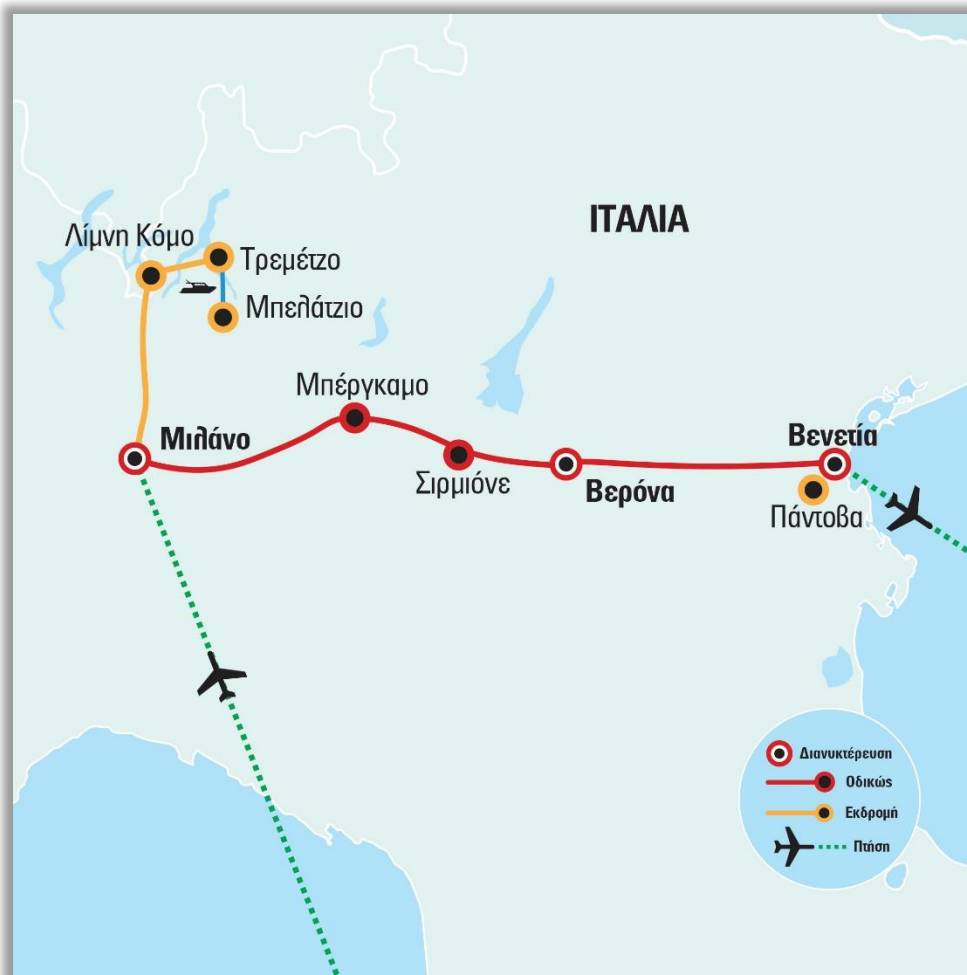 ΙΤΑΛΙΑ
Λίμνη Κόμο
Τρεμέτζο
Μπελάτζιο
Μπέργκαμο
Μιλάνο
Σιρμιόνε
Βερόνα
Βενετία
Πάντοβα
Διανυκτέρευση
Οδικώς
Εκδρομή
Πτήση